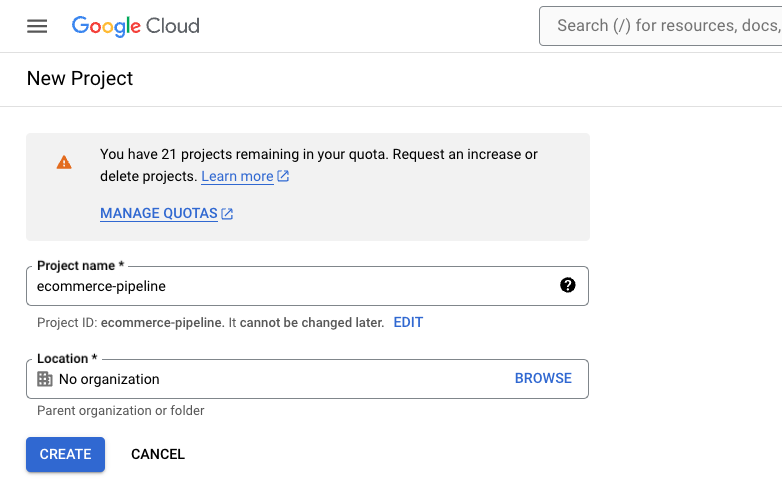 Google Cloud
Search (/) for resources, docs,
New Project
You have 21 projects remaining in your quota. Request an increase or
delete projects. Learn more
MANAGE QUOTAS
Project name *
ecommerce-pipeline
?
Project ID: ecommerce-pipeline. It cannot be changed later. EDIT
Location *
No organization BROWSE
Parent organization or folder
CREATE CANCEL